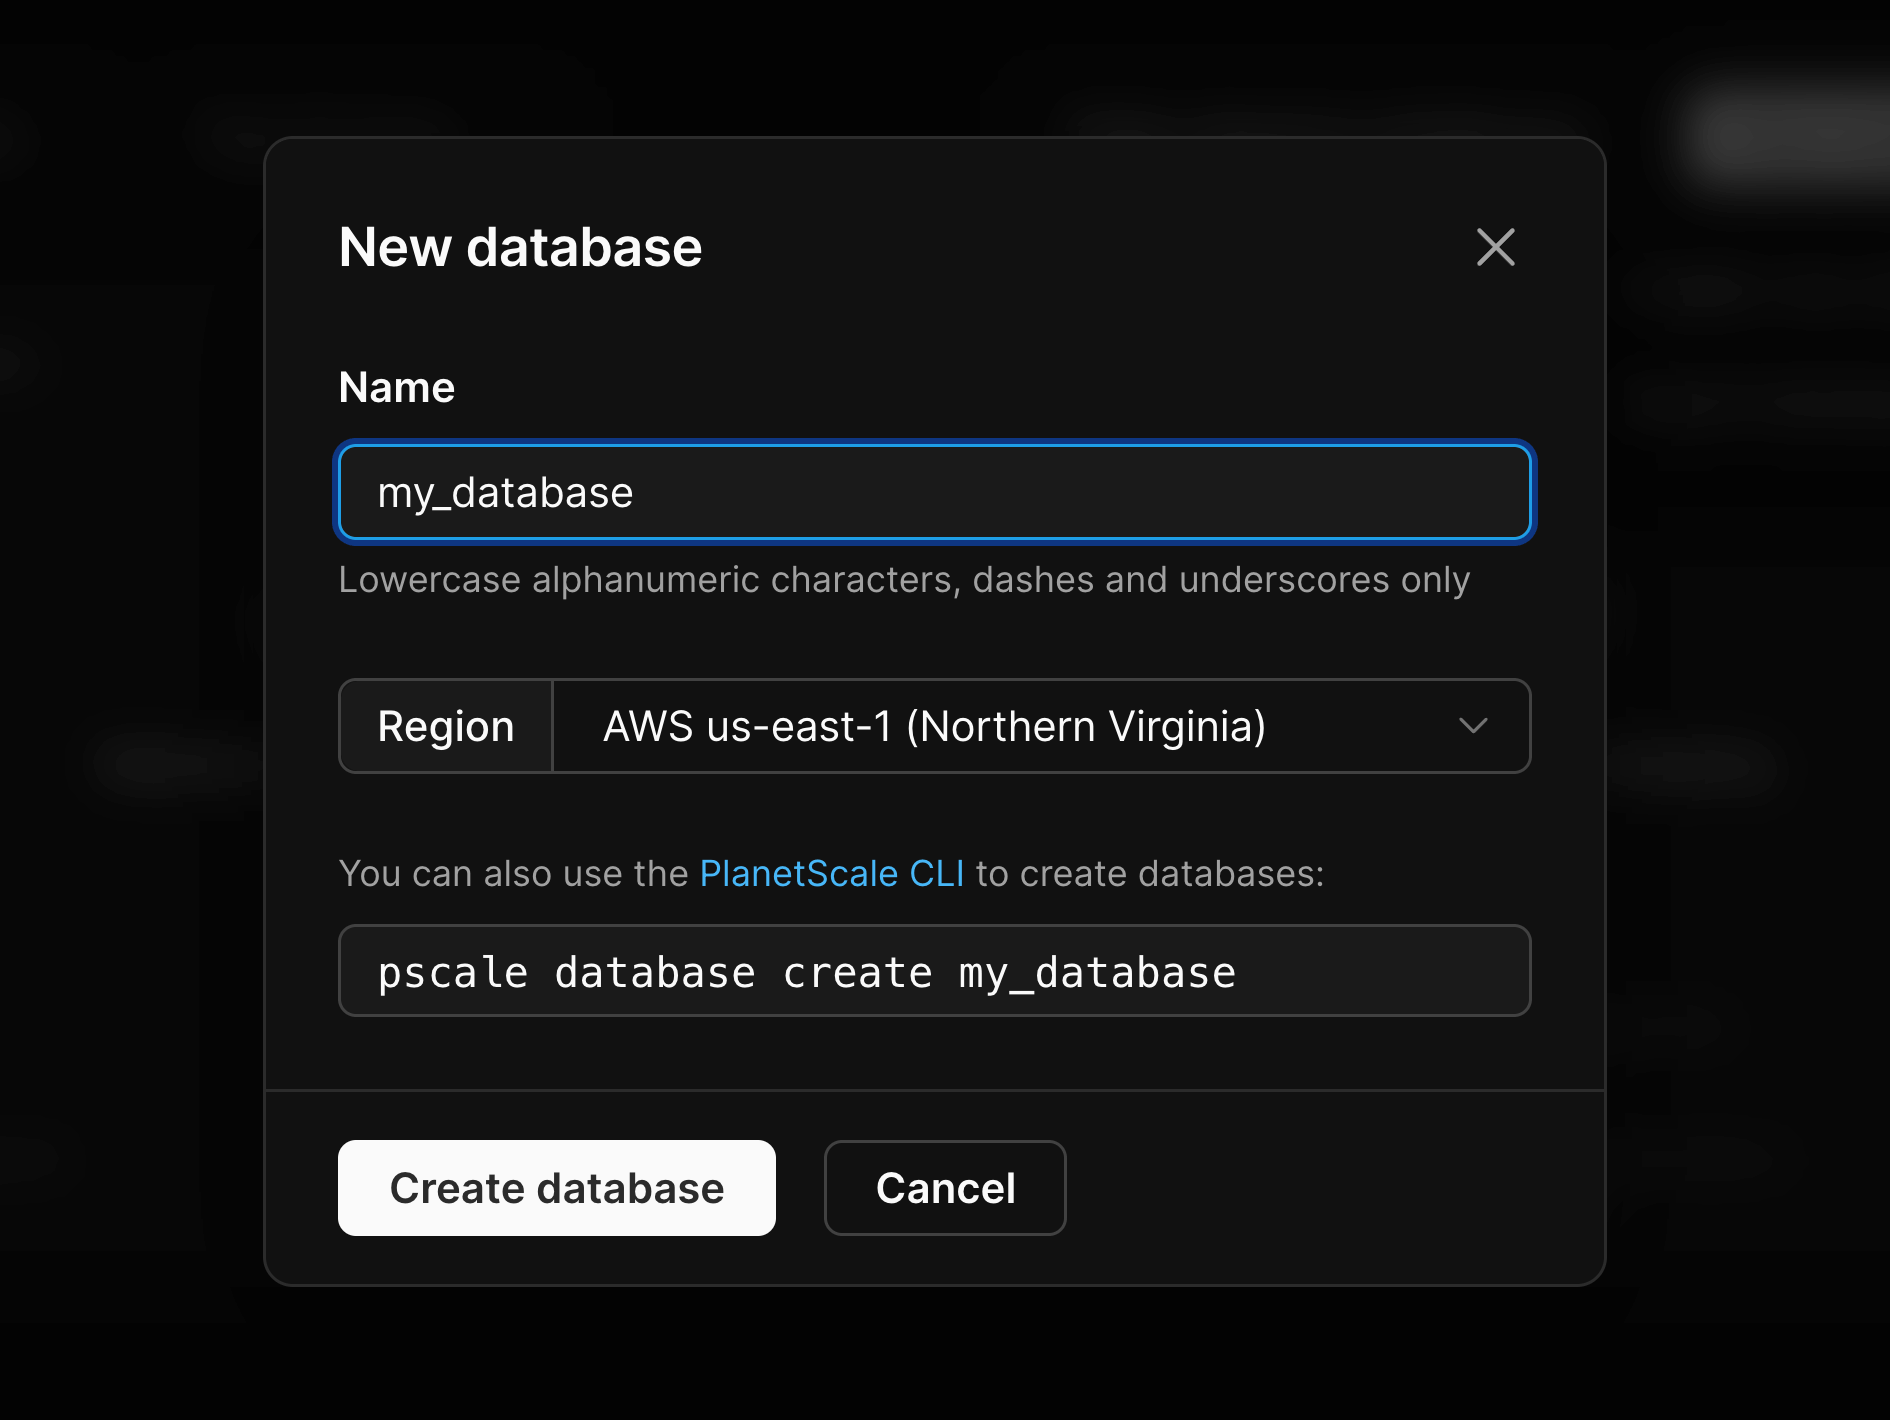 New database
Name
my_database
Lowercase alphanumeric characters, dashes and underscores only
Region AWS us-east-1 (Northern Virginia)
You can also use the PlanetScale CLI to create databases:
pscale database create my_database
Create database Cancel